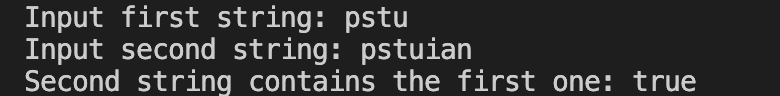 Input first string: pstu
Input second string: pstuian
Second string contains the first one: true